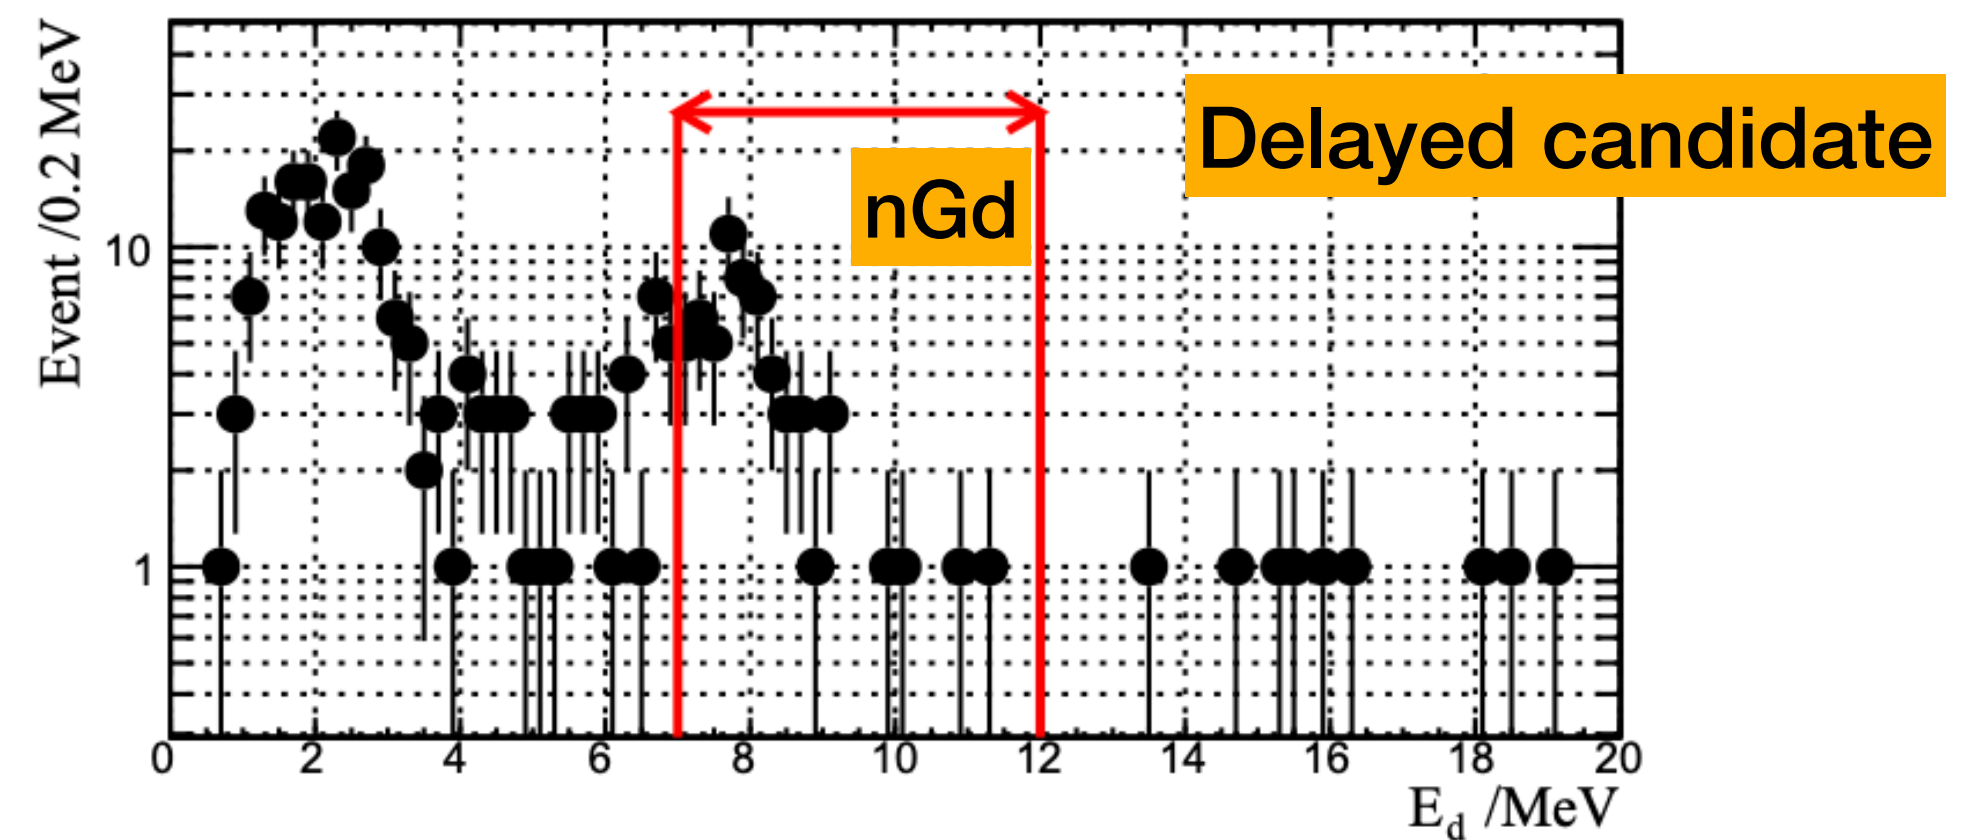 Event /0.2 MeV
10
1
Delayed candidate
nGd
0 2 4 6 8 10 12 14 16 18 20
E_d /MeV